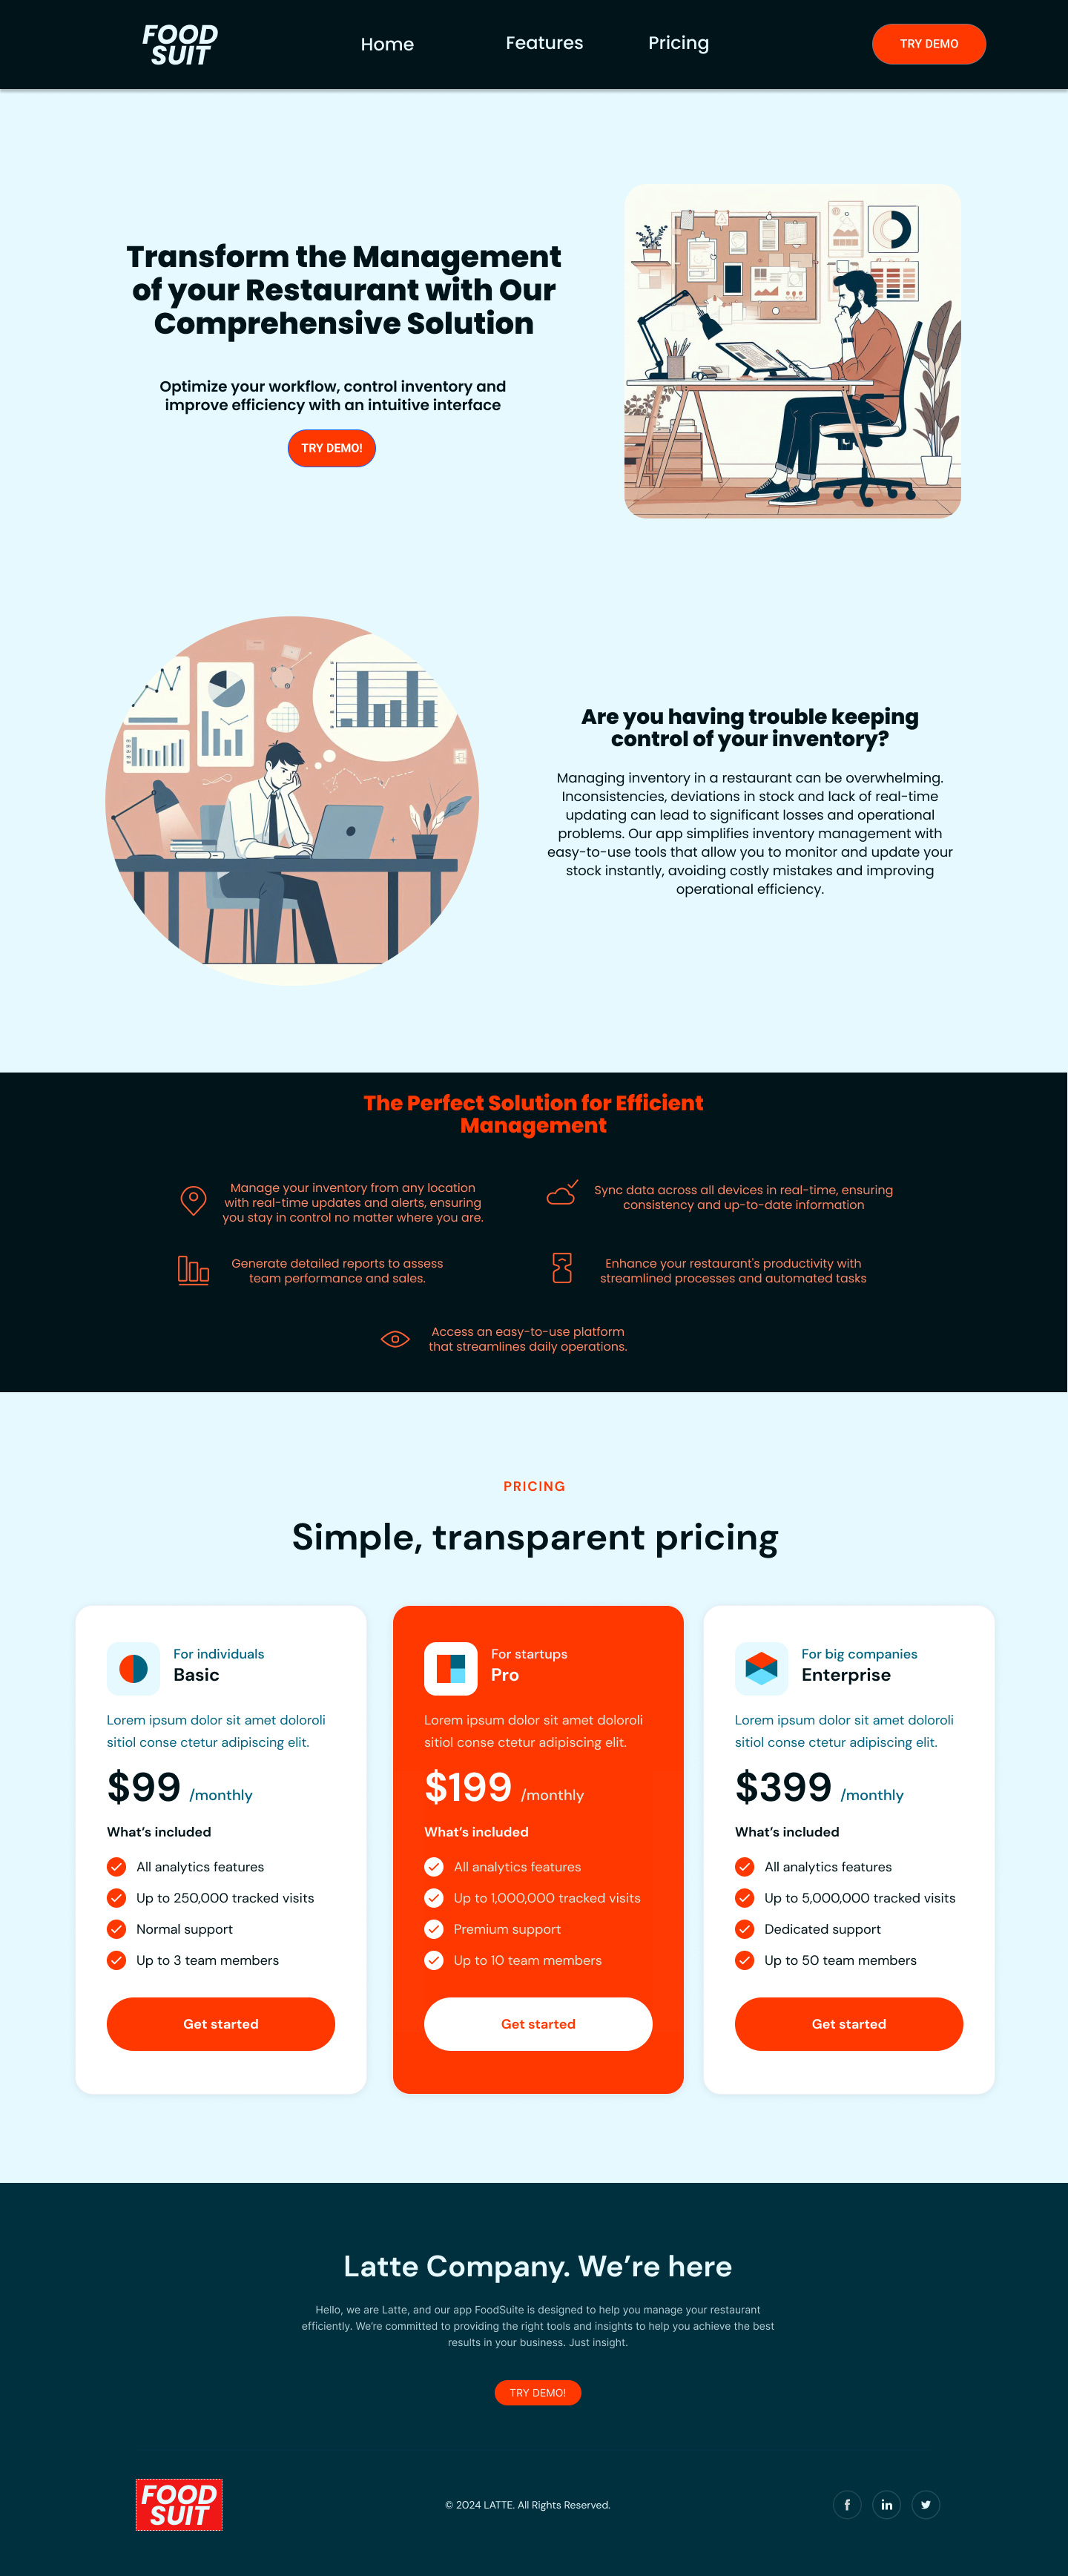 FOOD
SUIT
Home
Features
Pricing
TRY DEMO
Transform the Management
of your Restaurant with Our
Comprehensive Solution
Optimize your workflow, control inventory and
improve efficiency with an intuitive interface
TRY DEMO!
Are you having trouble keeping
control of your inventory?
Managing inventory in a restaurant can be overwhelming.
Inconsistencies, deviations in stock and lack of real-time
updating can lead to significant losses and operational
problems. Our app simplifies inventory management with
easy-to-use tools that allow you to monitor and update your
stock instantly, avoiding costly mistakes and improving
operational efficiency.
The Perfect Solution for Efficient
Management
Manage your inventory from any location
with real-time updates and alerts, ensuring
you stay in control no matter where you are.
Sync data across all devices in real-time, ensuring
consistency and up-to-date information
Generate detailed reports to assess
team performance and sales.
Enhance your restaurant's productivity with
streamlined processes and automated tasks
Access an easy-to-use platform
that streamlines daily operations.
PRICING
Simple, transparent pricing
For individuals
Basic
Lorem ipsum dolor sit amet doloroli
sitiol conse ctetur adipiscing elit.
$99 /monthly
What's included
All analytics features
Up to 250,000 tracked visits
Normal support
Up to 3 team members
Get started
For startups
Pro
Lorem ipsum dolor sit amet doloroli
sitiol conse ctetur adipiscing elit.
$199 /monthly
What's included
All analytics features
Up to 1,000,000 tracked visits
Premium support
Up to 10 team members
Get started
For big companies
Enterprise
Lorem ipsum dolor sit amet doloroli
sitiol conse ctetur adipiscing elit.
$399 /monthly
What's included
All analytics features
Up to 5,000,000 tracked visits
Dedicated support
Up to 50 team members
Get started
Latte Company. We're here
Hello, we are Latte, and our app FoodSuite is designed to help you manage your restaurant
efficiently. We're committed to providing the right tools and insights to help you achieve the best
results in your business. Just insight.
TRY DEMO!
FOOD
SUIT
© 2024 LATTE. All Rights Reserved.